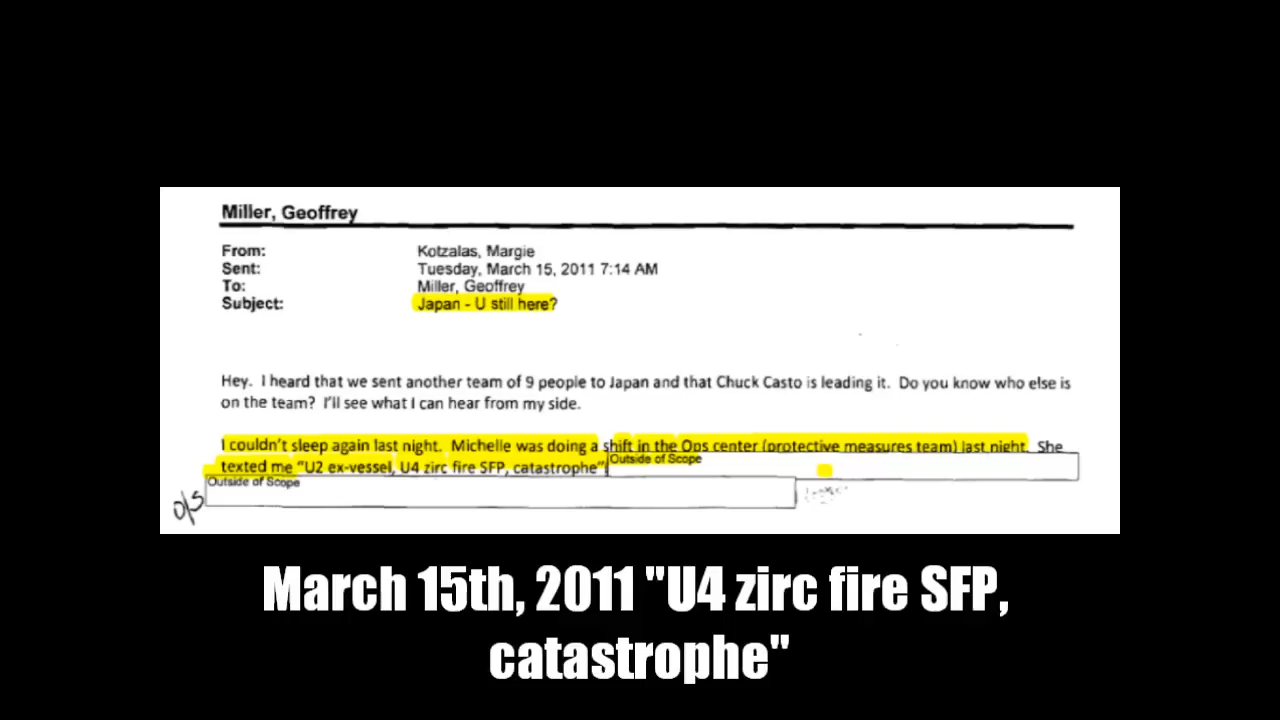 Miller, Geoffrey
From: Kotzalas, Margie
Sent: Tuesday, March 15, 2011 7:14 AM
To: Miller, Geoffrey
Subject: Japan - U still here?
Hey. I heard that we sent another team of 9 people to Japan and that Chuck Casto is leading it. Do you know who else is
on the team? I'll see what I can hear from my side.
I couldn't sleep again last night. Michelle was doing a shift in the Ops center (protective measures team) last night. She
texted me "U2 ex-vessel, U4 zirc fire SFP, catastrophe"
Outside of Scope
Outside of Scope
o/s
March 15th, 2011 "U4 zirc fire SFP,
catastrophe"